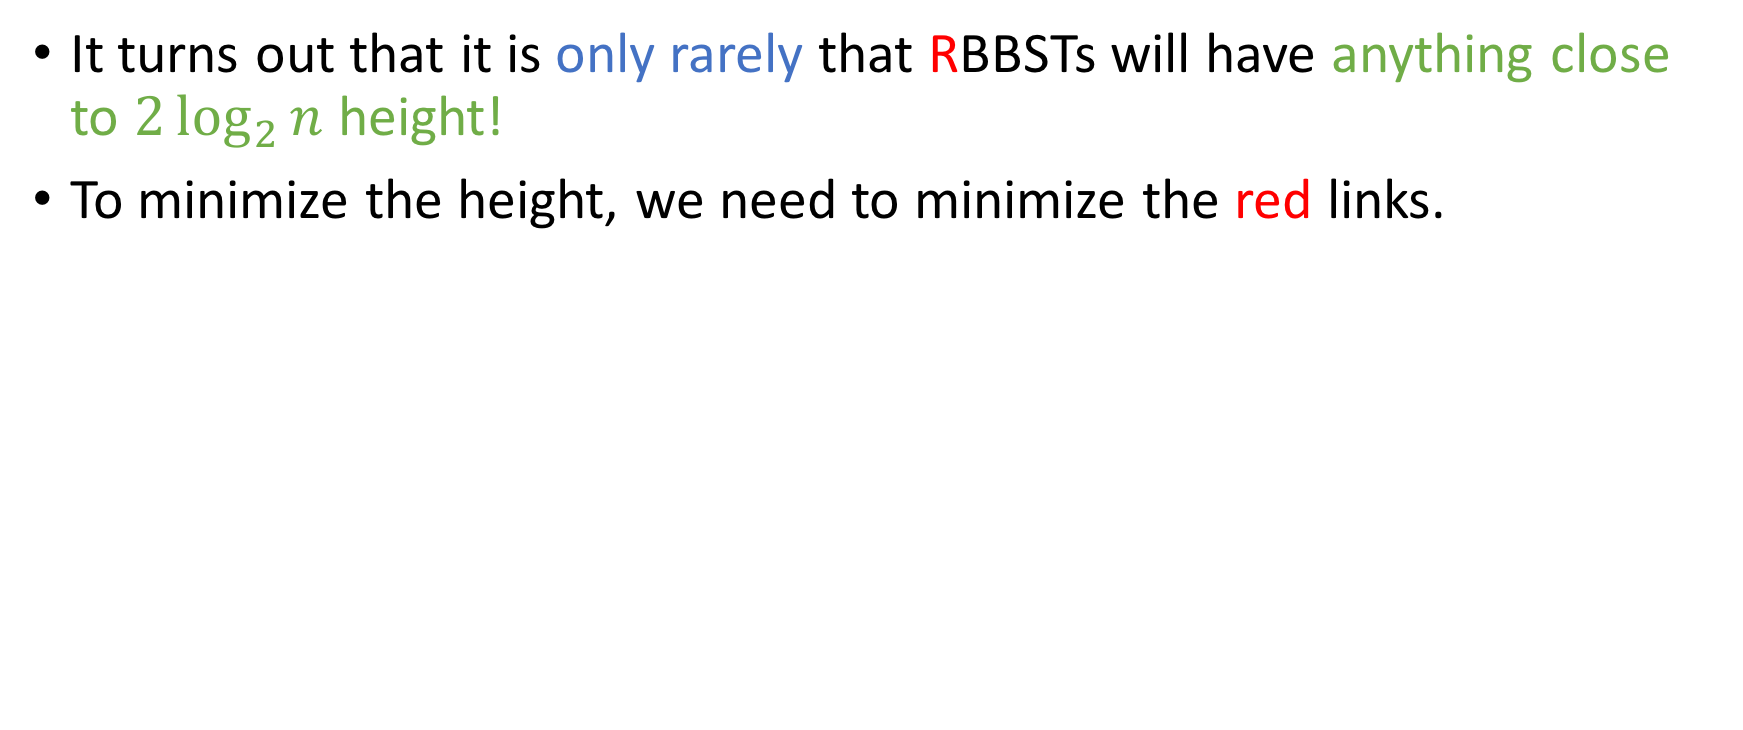 • It turns out that it is only rarely that RBBSTs will have anything close
to 2 log₂ n height!
• To minimize the height, we need to minimize the red links.